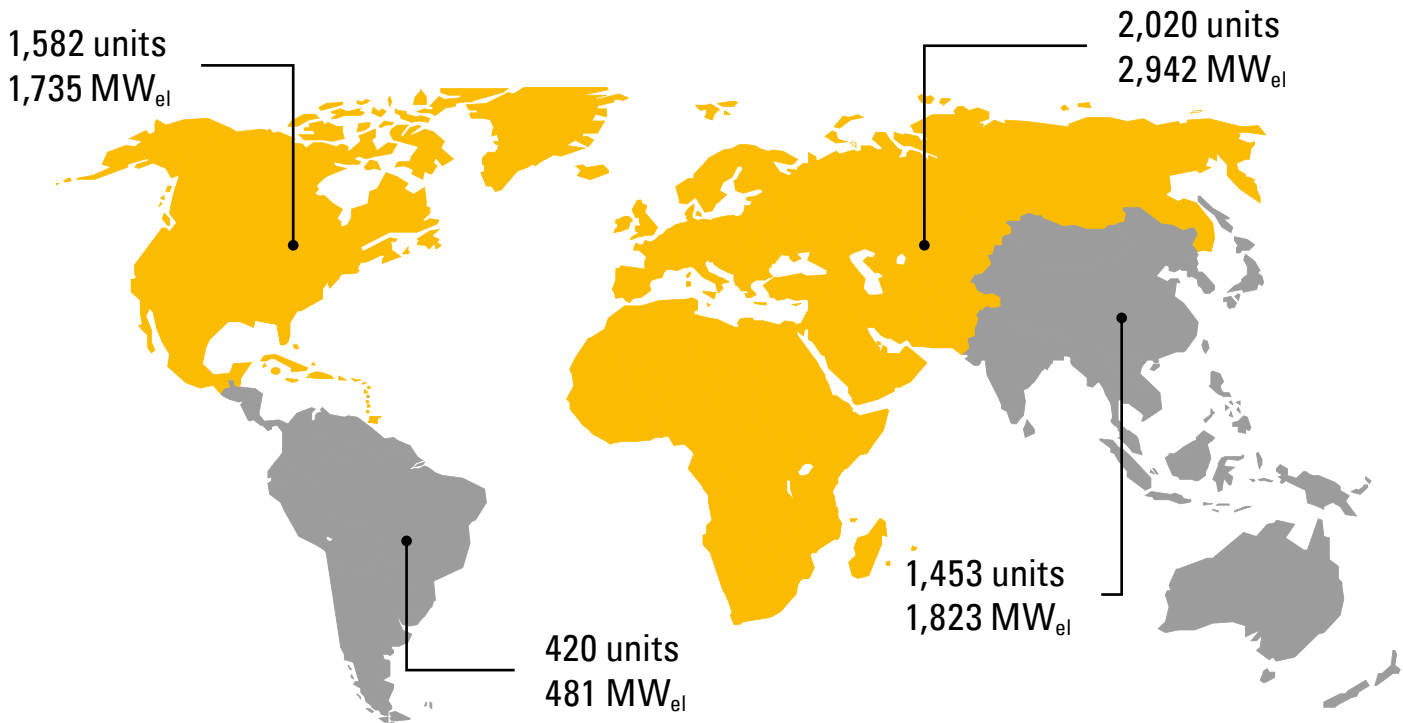 1,582 units
1,735 MWel
2,020 units
2,942 MWel
1,453 units
1,823 MWel
420 units
481 MWel